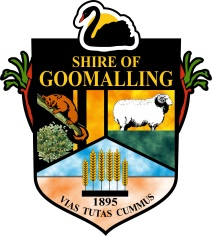 SHIRE OF
GOOMALLING
1895
VIAS TUTAS CUMMUS